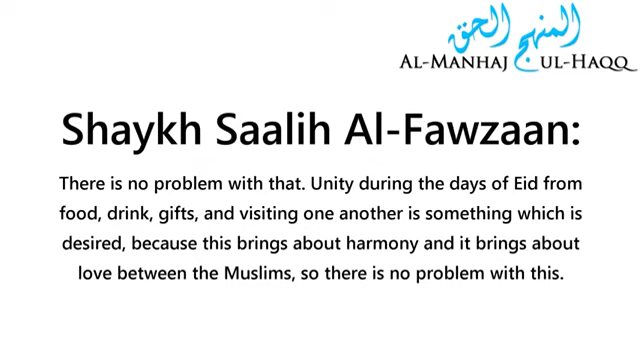 المنهج الحق
AL-MANHAJ UL-HAQQ
Shaykh Saalih Al-Fawzaan:
There is no problem with that. Unity during the days of Eid from
food, drink, gifts, and visiting one another is something which is
desired, because this brings about harmony and it brings about
love between the Muslims, so there is no problem with this.